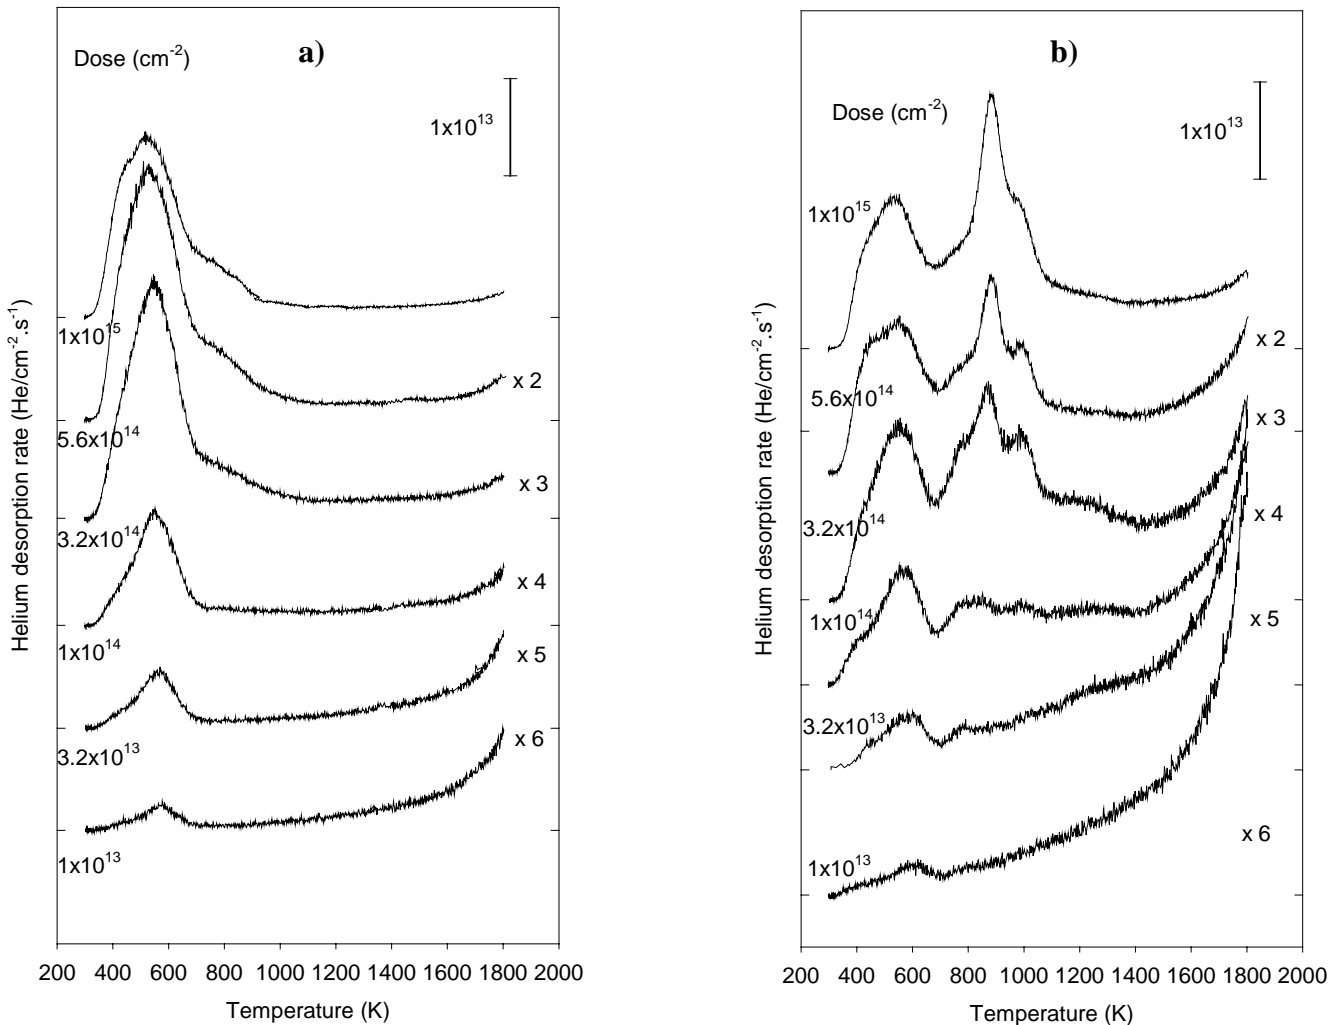 a)
Dose (cm-2)
1x10^13
1x10^15
x 2
5.6x10^14
x 3
3.2x10^14
x 4
1x10^14
x 5
3.2x10^13
x 6
1x10^13
Helium desorption rate (He/cm-2.s-1)
200 400 600 800 1000 1200 1400 1600 1800 2000
Temperature (K)
b)
Dose (cm-2)
1x10^13
1x10^15
x 2
5.6x10^14
x 3
3.2x10^14
x 4
1x10^14
x 5
3.2x10^13
x 6
1x10^13
Helium desorption rate (He/cm-2.s-1)
200 400 600 800 1000 1200 1400 1600 1800 2000
Temperature (K)